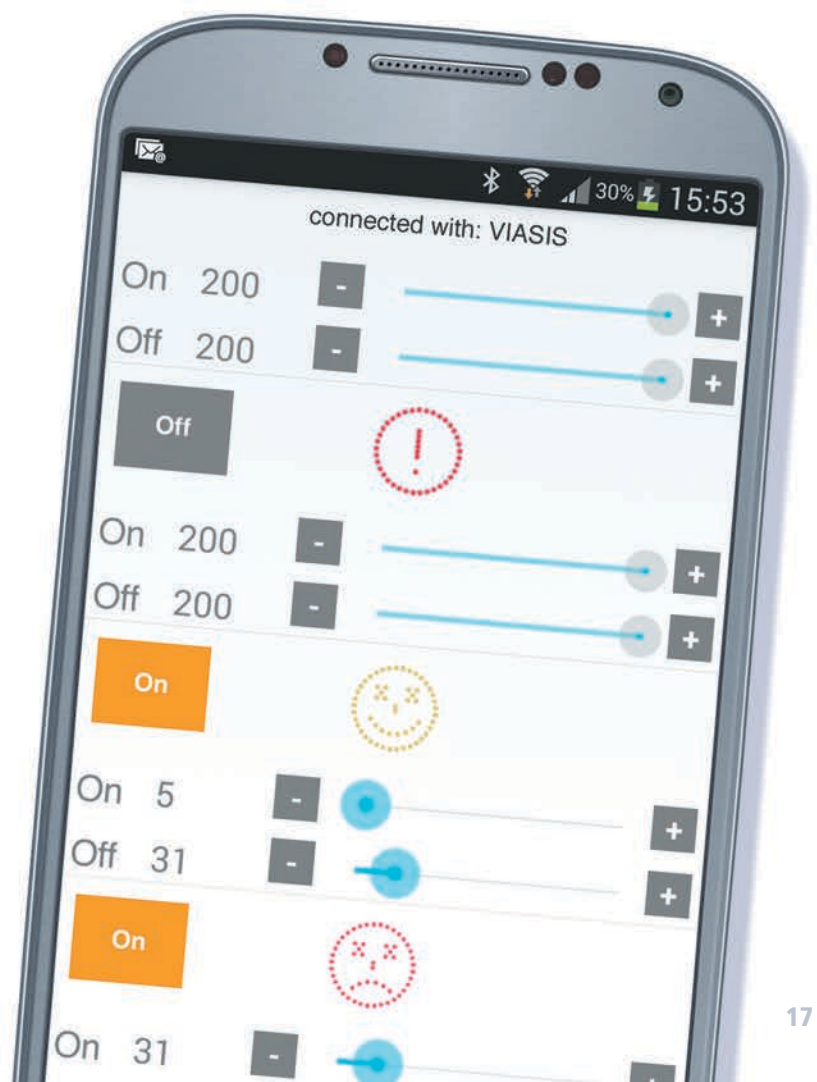 30% 15:53
connected with: VIASIS
On 200 - +
Off 200 - +
Off
!
On 200 - +
Off 200 - +
On
On 5 - +
Off 31 - +
On
On 31 - +
17